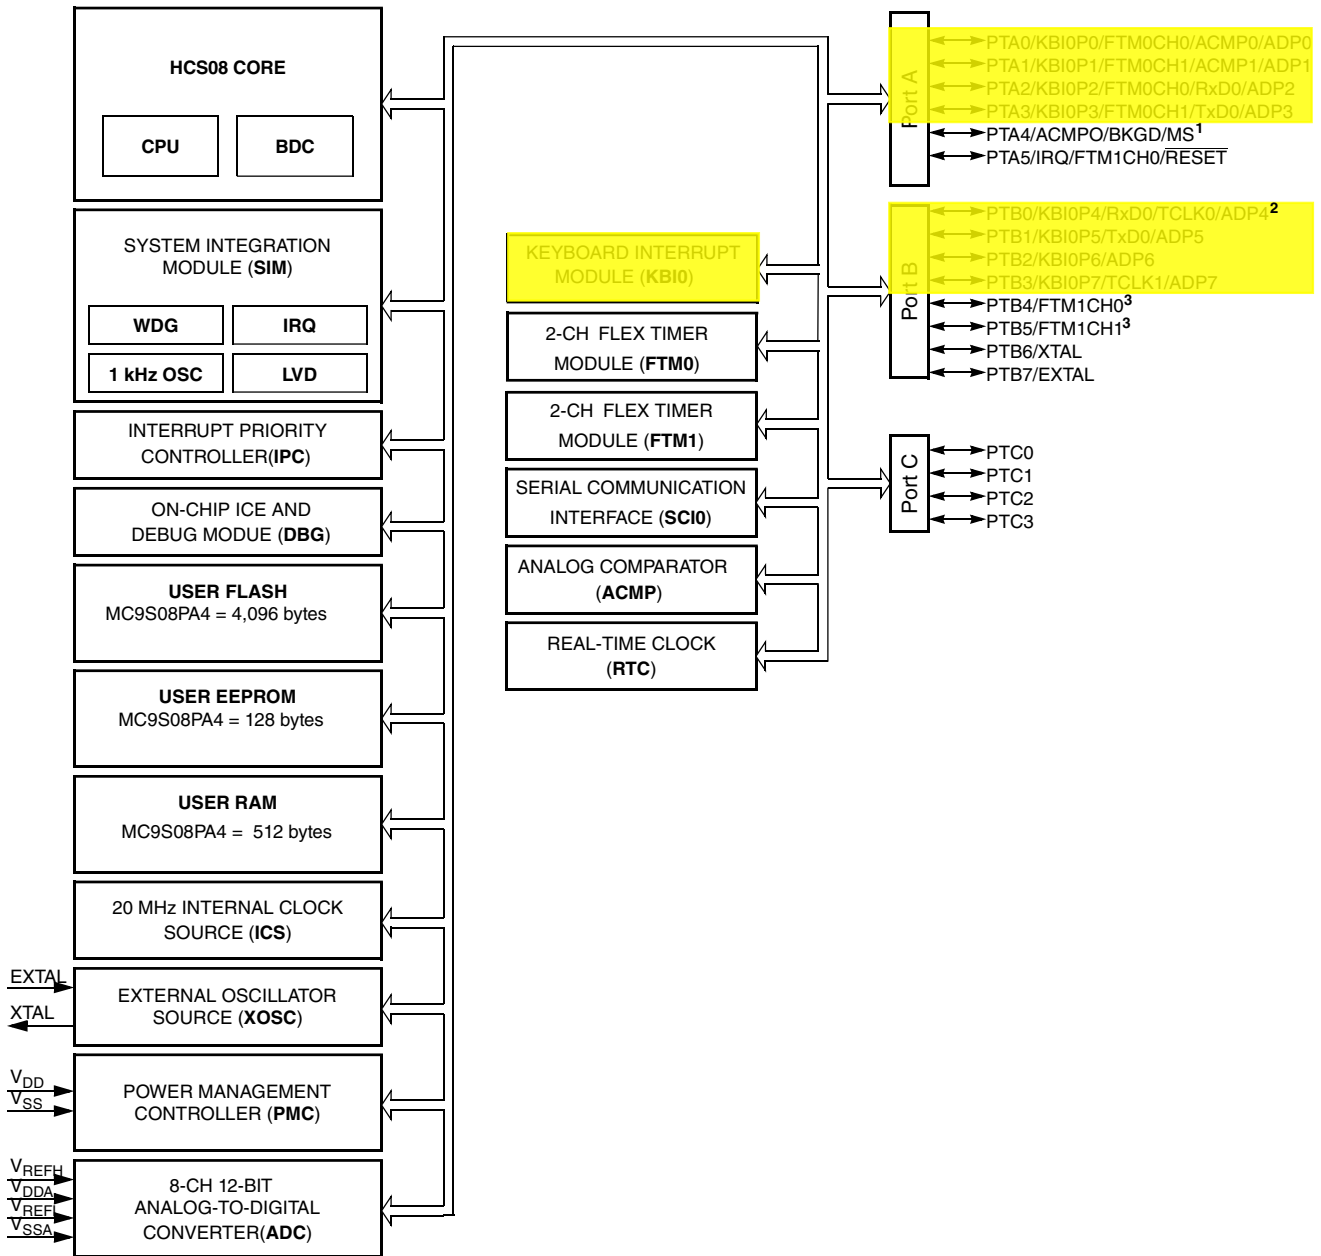 HCS08 CORE
CPU
BDC
SYSTEM INTEGRATION
MODULE (SIM)
WDG
IRQ
1 kHz OSC
LVD
INTERRUPT PRIORITY
CONTROLLER(IPC)
ON-CHIP ICE AND
DEBUG MODUE (DBG)
USER FLASH
MC9S08PA4 = 4,096 bytes
USER EEPROM
MC9S08PA4 = 128 bytes
USER RAM
MC9S08PA4 = 512 bytes
20 MHz INTERNAL CLOCK
SOURCE (ICS)
EXTAL
XTAL
EXTERNAL OSCILLATOR
SOURCE (XOSC)
VDD
VSS
POWER MANAGEMENT
CONTROLLER (PMC)
VREFH
VDDA
VREFL
VSSA
8-CH 12-BIT
ANALOG-TO-DIGITAL
CONVERTER(ADC)
KEYBOARD INTERRUPT
MODULE (KBI0)
2-CH FLEX TIMER
MODULE (FTM0)
2-CH FLEX TIMER
MODULE (FTM1)
SERIAL COMMUNICATION
INTERFACE (SCI0)
ANALOG COMPARATOR
(ACMP)
REAL-TIME CLOCK
(RTC)
Port A
PTA0/KBI0P0/FTM0CH0/ACMP0/ADP0
PTA1/KBI0P1/FTM0CH1/ACMP1/ADP1
PTA2/KBI0P2/FTM0CH0/RxD0/ADP2
PTA3/KBI0P3/FTM0CH1/TxD0/ADP3
PTA4/ACMPO/BKGD/MS1
PTA5/IRQ/FTM1CH0/RESET
Port B
PTB0/KBI0P4/RxD0/TCLK0/ADP42
PTB1/KBI0P5/TxD0/ADP5
PTB2/KBI0P6/ADP6
PTB3/KBI0P7/TCLK1/ADP7
PTB4/FTM1CH03
PTB5/FTM1CH13
PTB6/XTAL
PTB7/EXTAL
Port C
PTC0
PTC1
PTC2
PTC3